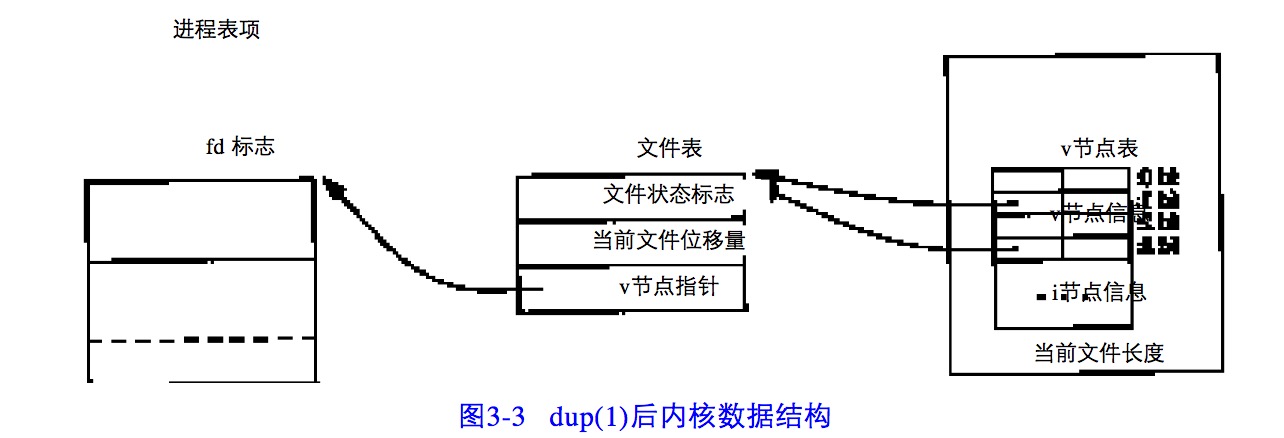 进程表项
fd 标志
文件表
v节点表
文件状态标志
当前文件位移量
v节点指针
v节点信息
i节点信息
当前文件长度
图3-3 dup(1)后内核数据结构